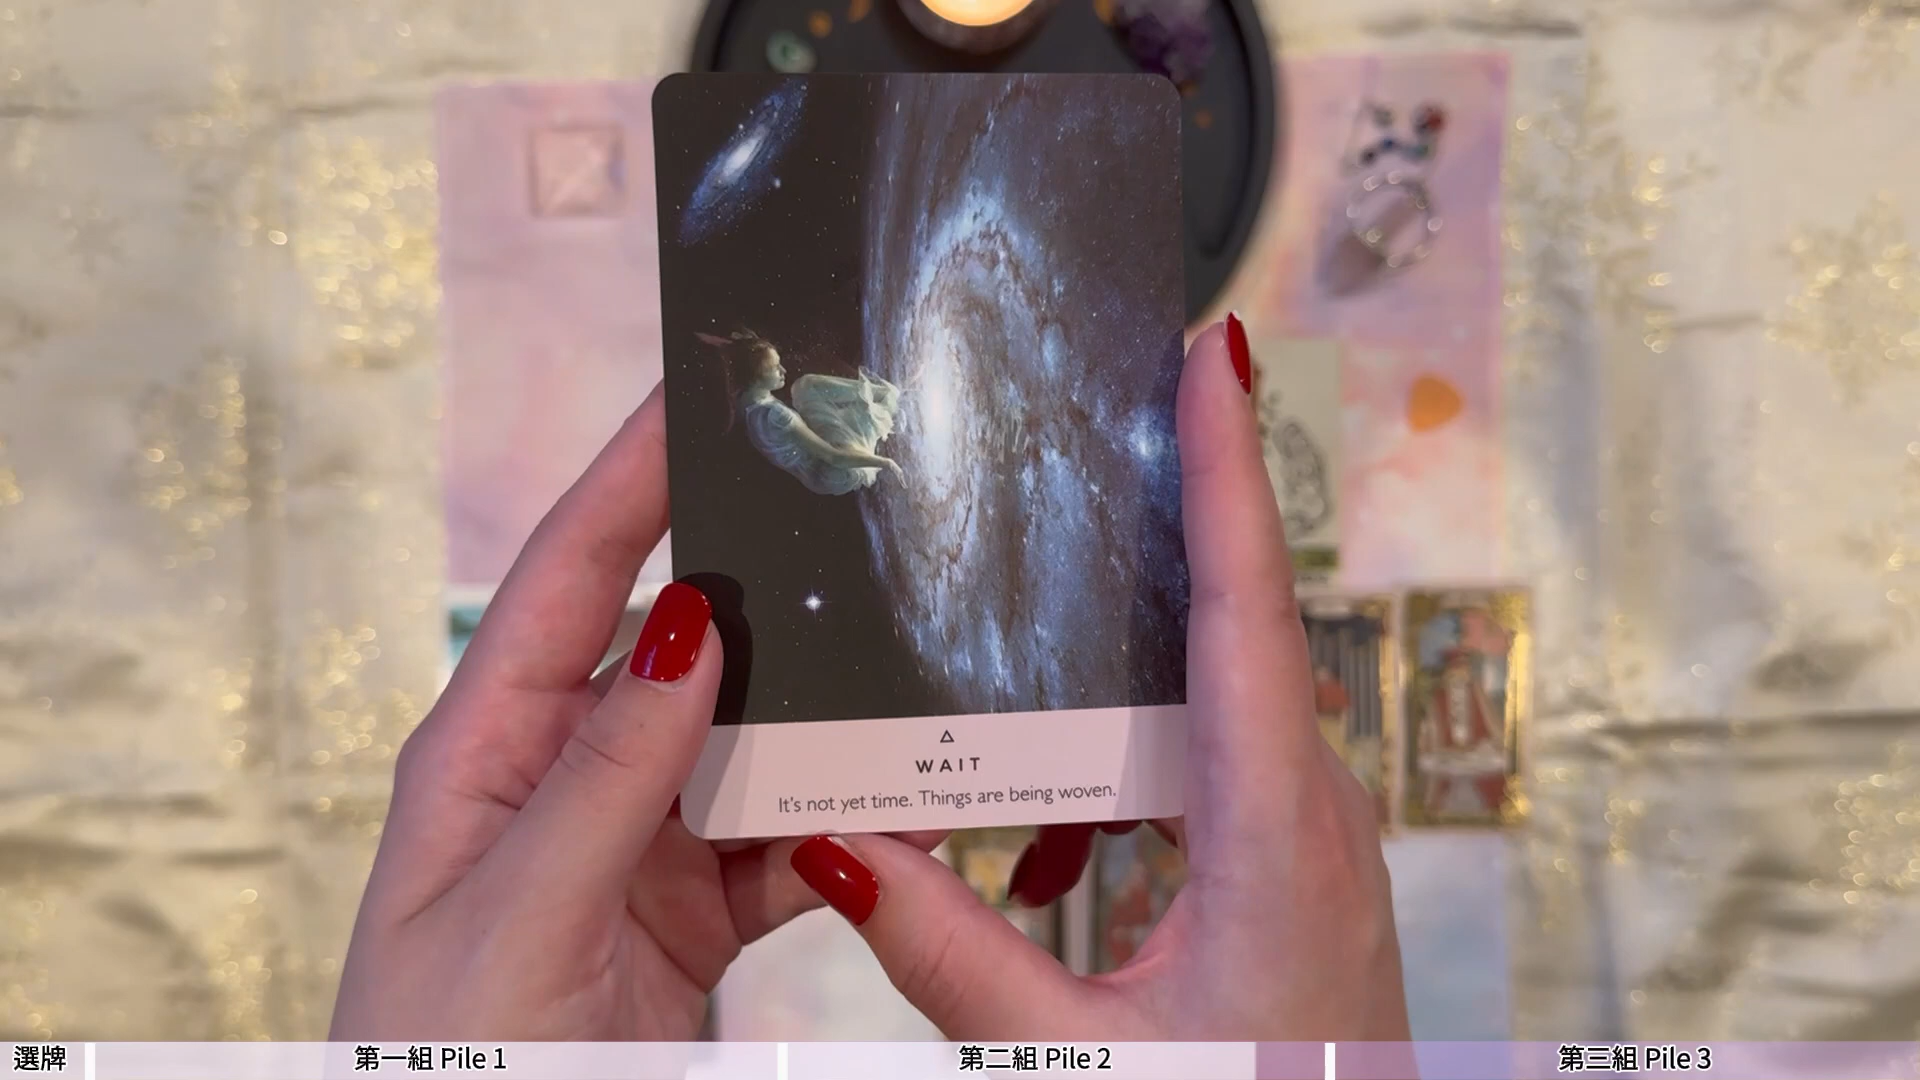 WAIT
It's not yet time. Things are being woven.
選牌
第一組 Pile 1
第二組 Pile 2
第三組 Pile 3